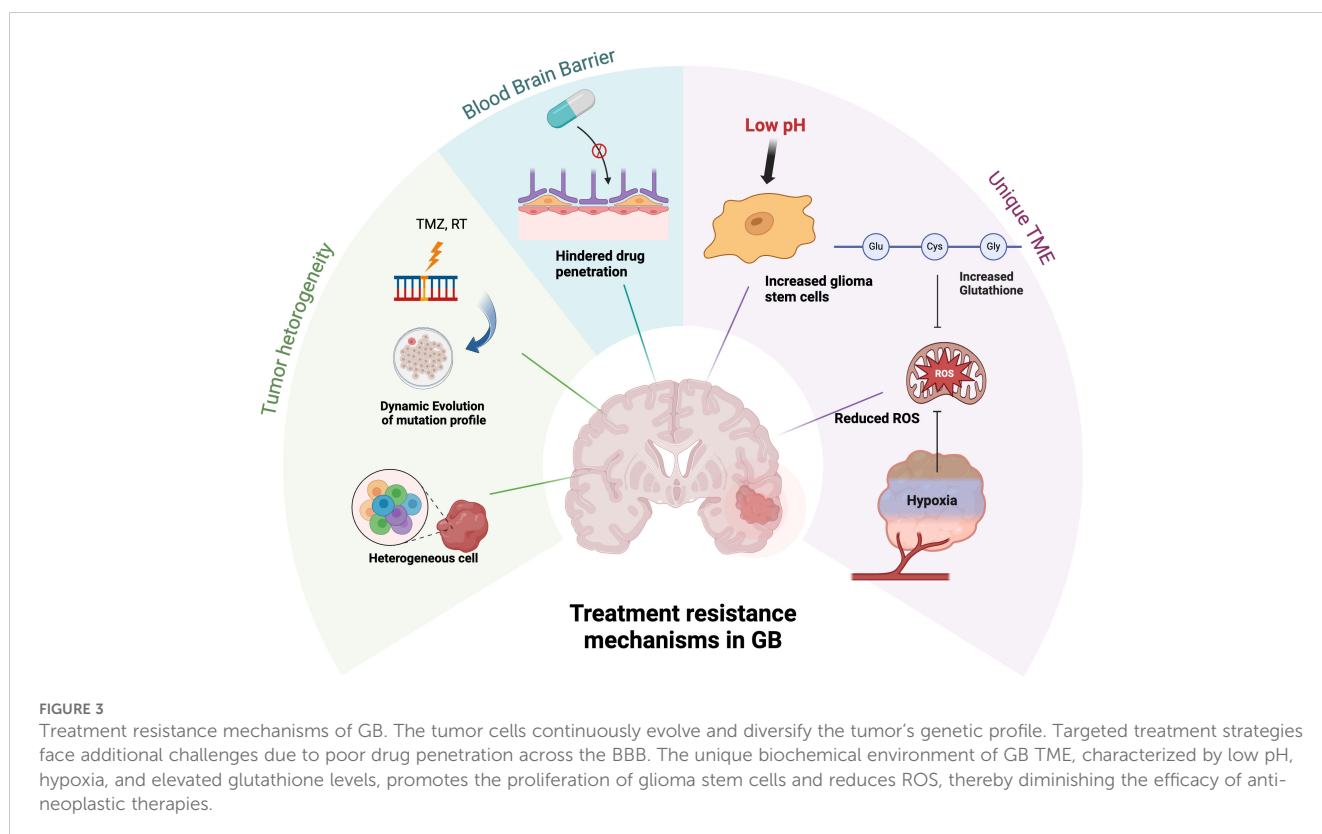 Blood Brain Barrier
Tumor hetorogeneity
Unique TME
TMZ, RT
Dynamic Evolution
of mutation profile
Heterogeneous cell
Hindered drug
penetration
Low pH
Increased glioma
stem cells
Glu
Cys
Gly
Increased
Glutathione
ROS
Reduced ROS
Hypoxia
Treatment resistance
mechanisms in GB
FIGURE 3
Treatment resistance mechanisms of GB. The tumor cells continuously evolve and diversify the tumor's genetic profile. Targeted treatment strategies
face additional challenges due to poor drug penetration across the BBB. The unique biochemical environment of GB TME, characterized by low pH,
hypoxia, and elevated glutathione levels, promotes the proliferation of glioma stem cells and reduces ROS, thereby diminishing the efficacy of anti-
neoplastic therapies.